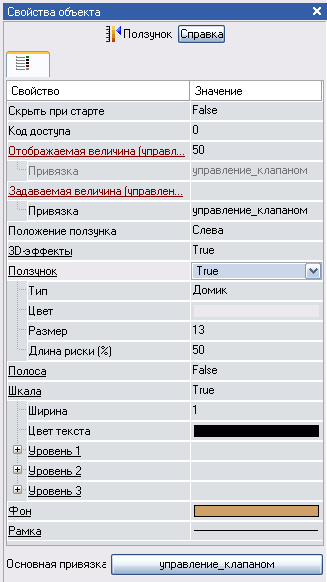 Свойства объекта
Ползунок Справка
Свойство Значение
Скрыть при старте False
Код доступа 0
Отображаемая величина (управл... 50
Привязка управление_клапаном
Задаваемая величина (управлен...
Привязка управление_клапаном
Положение ползунка Слева
3D-эффекты True
Ползунок True
Тип Домик
Цвет
Размер 13
Длина риски (%) 50
Полоса False
Шкала True
Ширина 1
Цвет текста
Уровень 1
Уровень 2
Уровень 3
Фон
Рамка
Основная привязка управление_клапаном